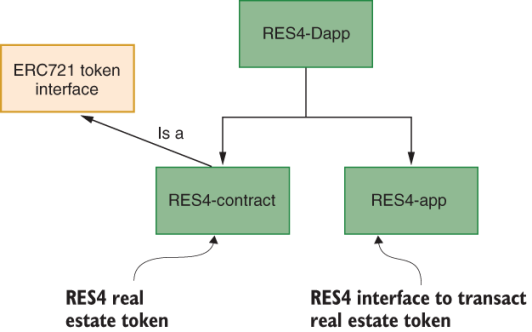 RES4-Dapp
ERC721 token
interface
Is a
RES4-contract
RES4-app
RES4 real
estate token
RES4 interface to transact
real estate token